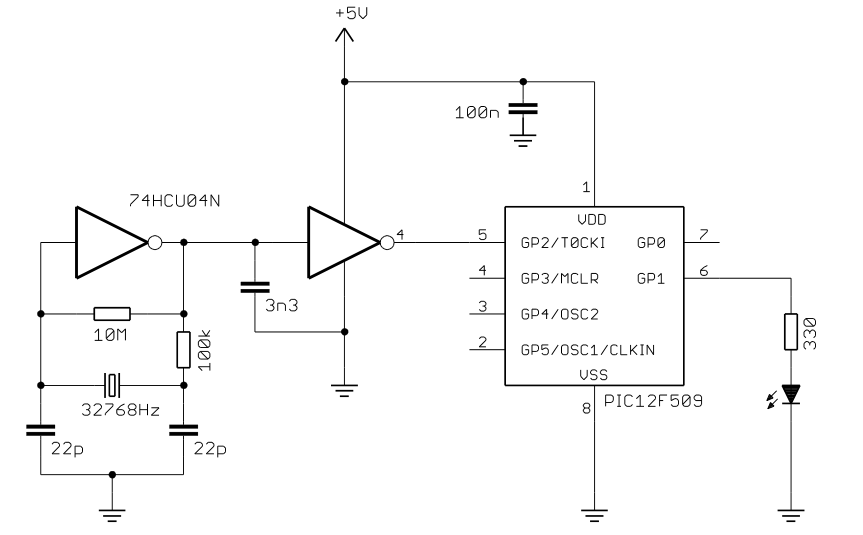 +5V
100n
74HCU04N
1
VDD
4
5
GP2/T0CKI
GP0
7
4
GP3/MCLR
GP1
6
3n3
3
GP4/OSC2
330
10M
100k
2
GP5/OSC1/CLKIN
VSS
32768Hz
8
PIC12F509
22p
22p